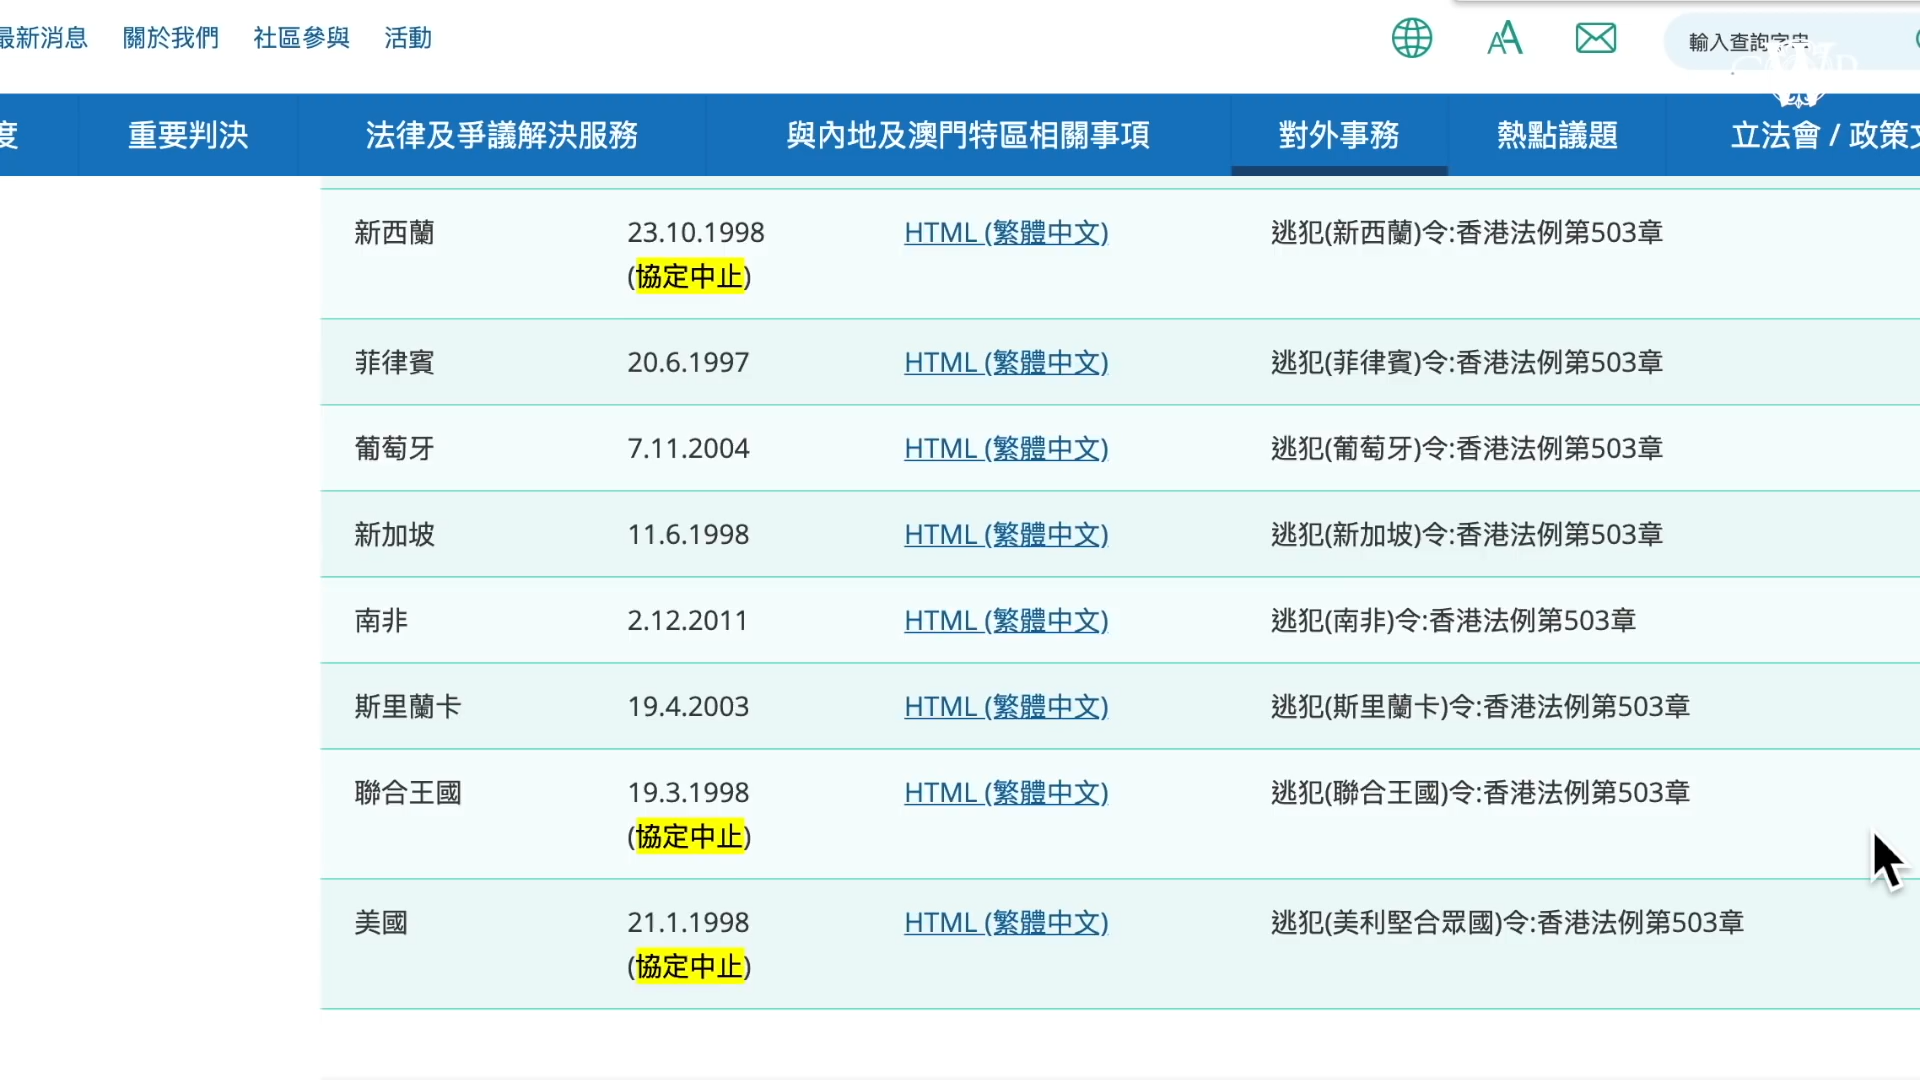 最新消息 關於我們 社區參與 活動
輸入查詢字串
度 重要判決 法律及爭議解決服務 與內地及澳門特區相關事項 對外事務 熱點議題 立法會 / 政策文
新西蘭 23.10.1998 HTML (繁體中文) 逃犯(新西蘭)令:香港法例第503章
(協定中止)
菲律賓 20.6.1997 HTML (繁體中文) 逃犯(菲律賓)令:香港法例第503章
葡萄牙 7.11.2004 HTML (繁體中文) 逃犯(葡萄牙)令:香港法例第503章
新加坡 11.6.1998 HTML (繁體中文) 逃犯(新加坡)令:香港法例第503章
南非 2.12.2011 HTML (繁體中文) 逃犯(南非)令:香港法例第503章
斯里蘭卡 19.4.2003 HTML (繁體中文) 逃犯(斯里蘭卡)令:香港法例第503章
聯合王國 19.3.1998 HTML (繁體中文) 逃犯(聯合王國)令:香港法例第503章
(協定中止)
美國 21.1.1998 HTML (繁體中文) 逃犯(美利堅合眾國)令:香港法例第503章
(協定中止)